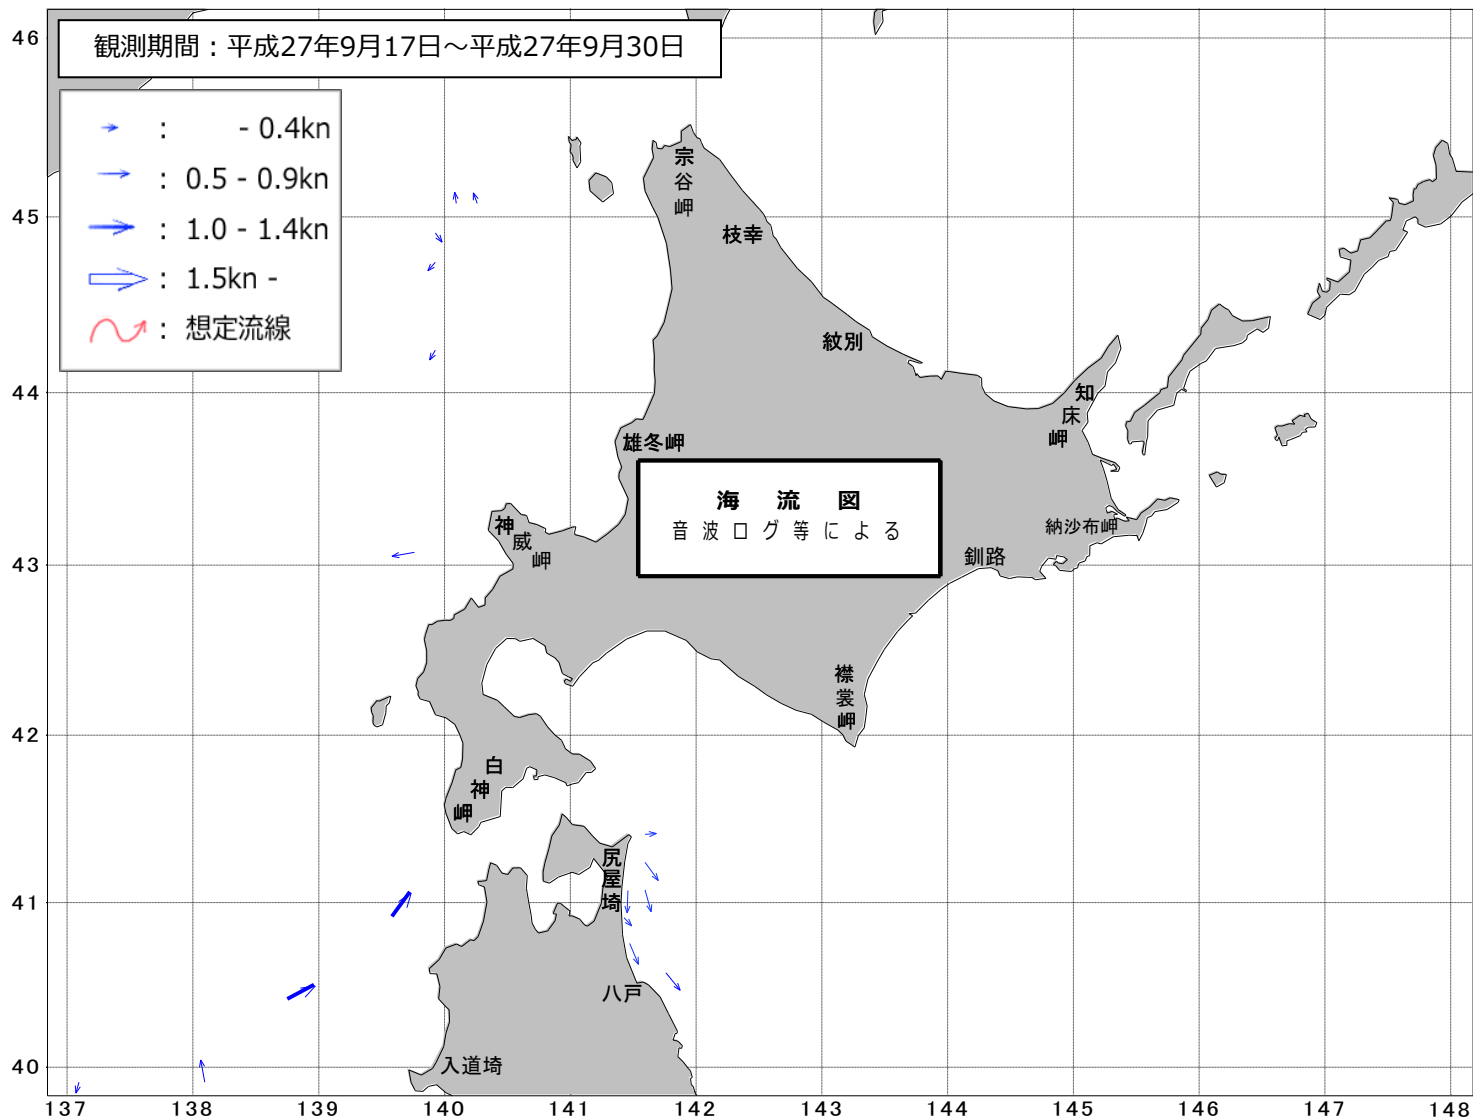 観測期間：平成27年9月17日～平成27年9月30日
： - 0.4kn
： 0.5 - 0.9kn
： 1.0 - 1.4kn
： 1.5kn -
： 想定流線
46
45
44
43
42
41
40
宗谷岬
枝幸
紋別
知床岬
雄冬岬
海 流 図
音 波 ロ グ 等 に よ る
納沙布岬
神威岬
釧路
襟裳岬
白神岬
尻屋埼
八戸
入道埼
137 138 139 140 141 142 143 144 145 146 147 148